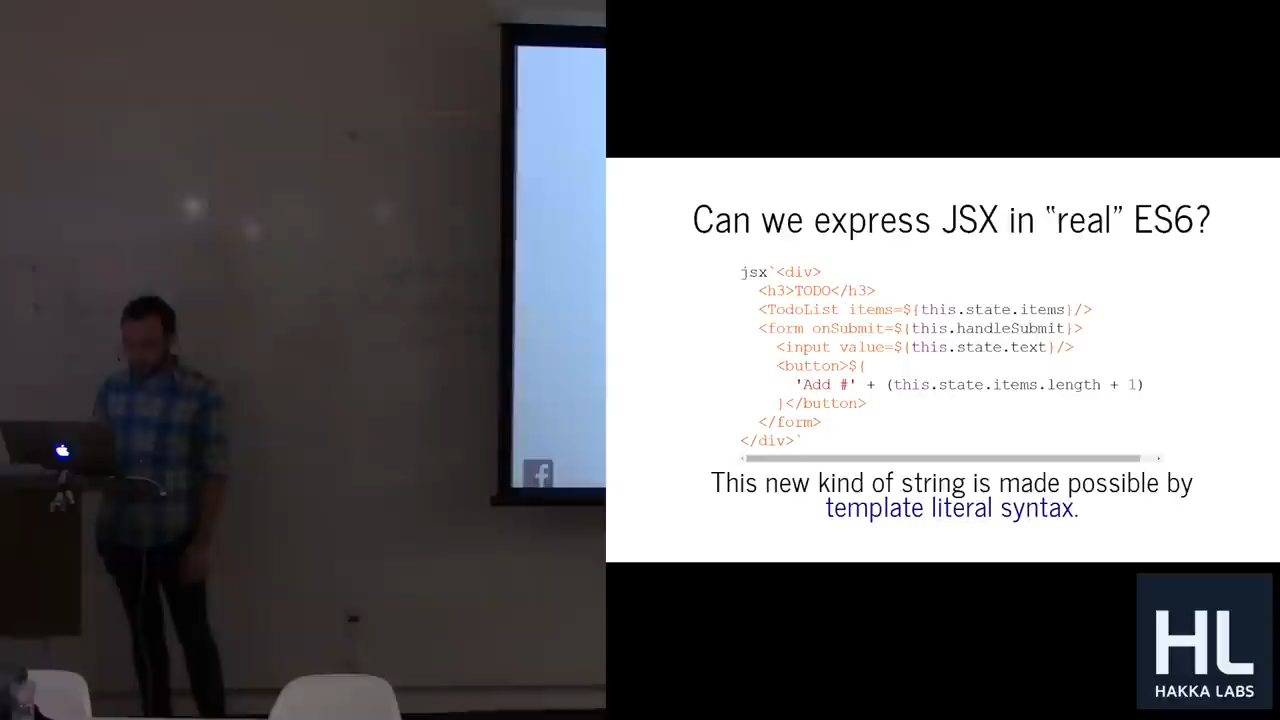 Can we express JSX in “real” ES6?
jsx`<div>
<h3>TODO</h3>
<TodoList items=${this.state.items}/>
<form onSubmit=${this.handleSubmit}>
<input value=${this.state.text}/>
<button>${
'Add #' + (this.state.items.length + 1)
}</button>
</form>
</div>`
This new kind of string is made possible by
template literal syntax.
f
HL
HAKKA LABS